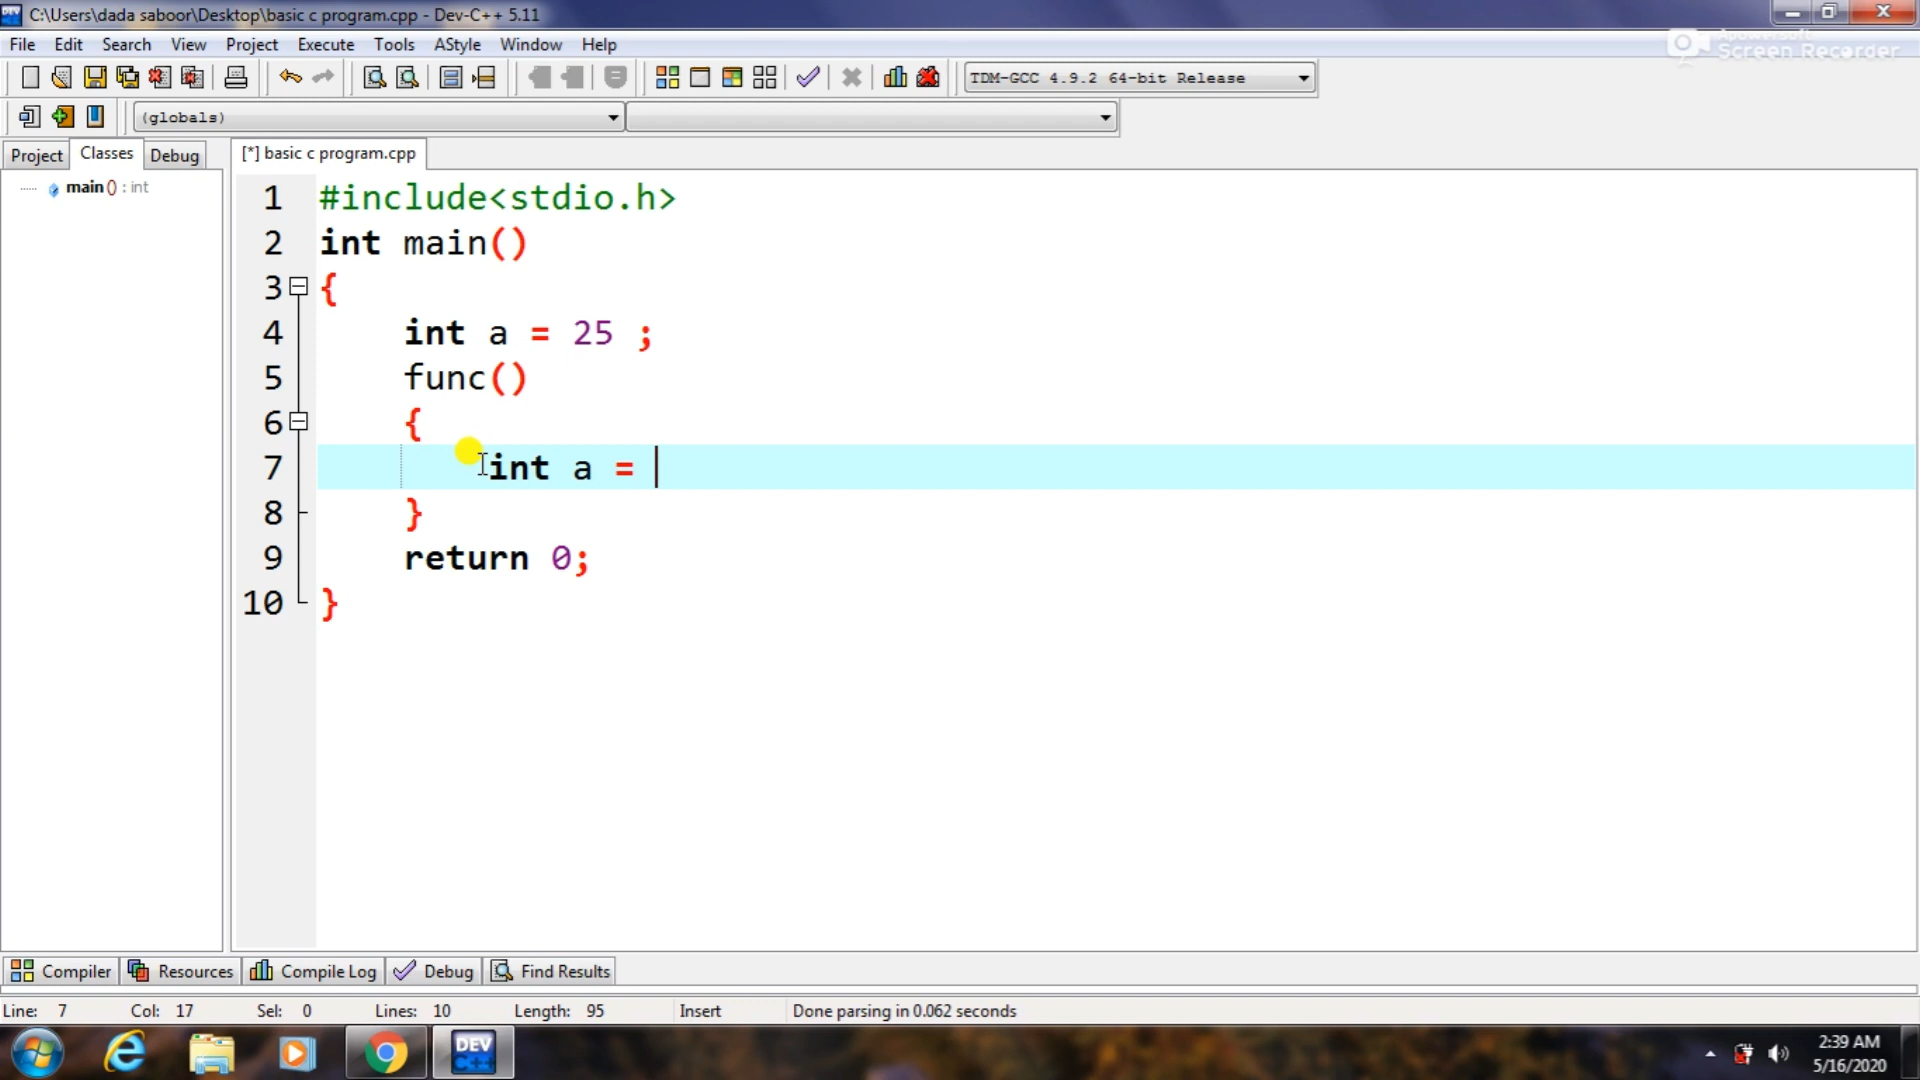 C:\Users\dada saboor\Desktop\basic c program.cpp - Dev-C++ 5.11
File Edit Search View Project Execute Tools AStyle Window Help
Apowersoft
Screen Recorder
TDM-GCC 4.9.2 64-bit Release
(globals)
Project Classes Debug
[*] basic c program.cpp
main () : int
1 #include<stdio.h>
2 int main()
3 {
4 int a = 25 ;
5 func()
6 {
7 int a =
8 }
9 return 0;
10 }
Compiler Resources Compile Log Debug Find Results
Line: 7 Col: 17 Sel: 0 Lines: 10 Length: 95 Insert Done parsing in 0.062 seconds
DEV
C++
2:39 AM
5/16/2020